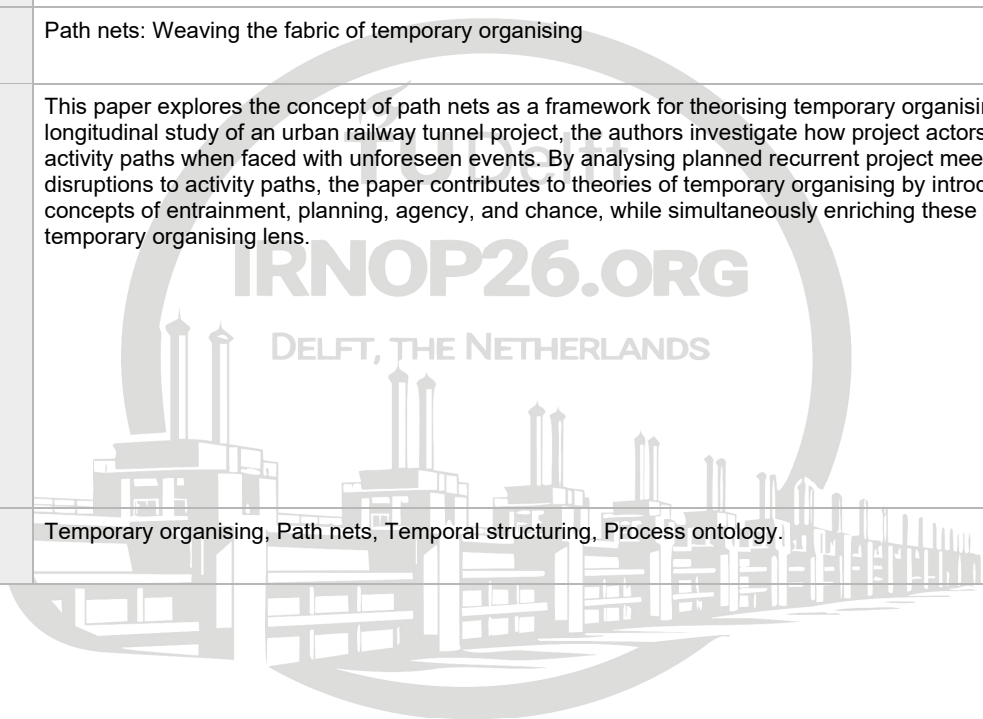 Path nets: Weaving the fabric of temporary organising
This paper explores the concept of path nets as a framework for theorising temporary
longitudinal study of an urban railway tunnel project, the authors investigate how project actors
activity paths when faced with unforeseen events. By analysing planned recurrent project
disruptions to activity paths, the paper contributes to theories of temporary organising by
concepts of entrainment, planning, agency, and chance, while simultaneously enriching these
temporary organising lens.
TU Delft
IRNOP26.ORG
DELFT, THE NETHERLANDS
Temporary organising, Path nets, Temporal structuring, Process ontology.